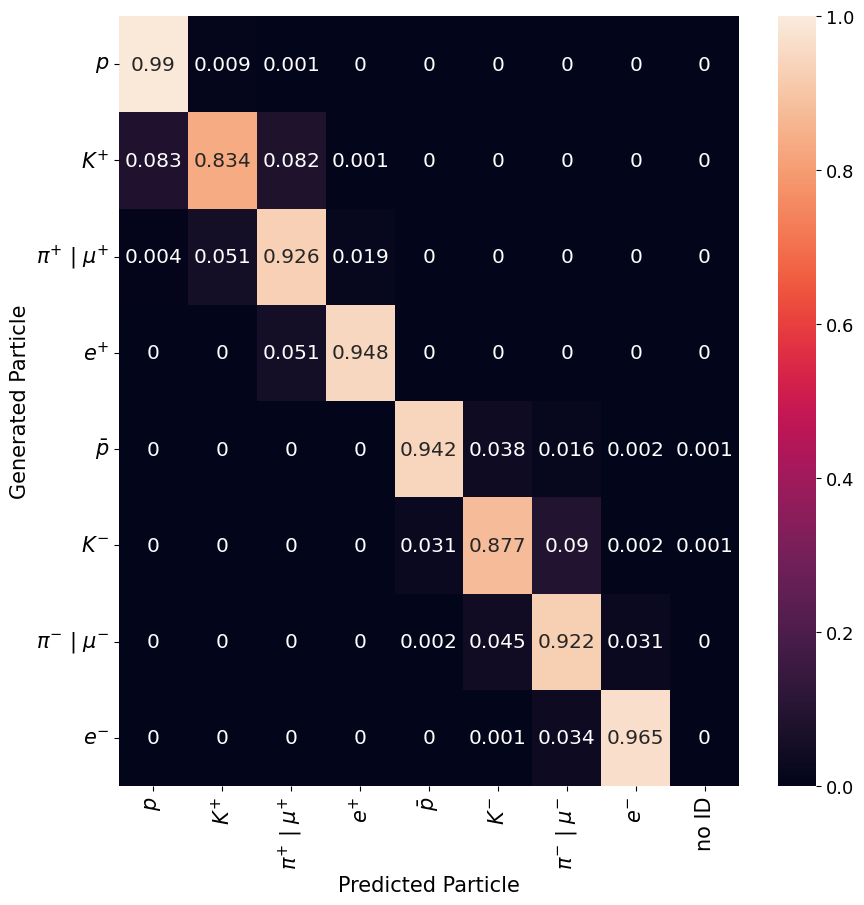 p 0.99 0.009 0.001 0 0 0 0 0 0
K⁺ 0.083 0.834 0.082 0.001 0 0 0 0 0
π⁺ | μ⁺ 0.004 0.051 0.926 0.019 0 0 0 0 0
e⁺ 0 0 0.051 0.948 0 0 0 0 0
p̄ 0 0 0 0 0.942 0.038 0.016 0.002 0.001
K⁻ 0 0 0 0 0.031 0.877 0.09 0.002 0.001
π⁻ | μ⁻ 0 0 0 0 0.002 0.045 0.922 0.031 0
e⁻ 0 0 0 0 0 0.001 0.034 0.965 0
p K⁺ π⁺ | μ⁺ e⁺ p̄ K⁻ π⁻ | μ⁻ e⁻ no ID
Predicted Particle
Generated Particle
1.0
0.8
0.6
0.4
0.2
0.0